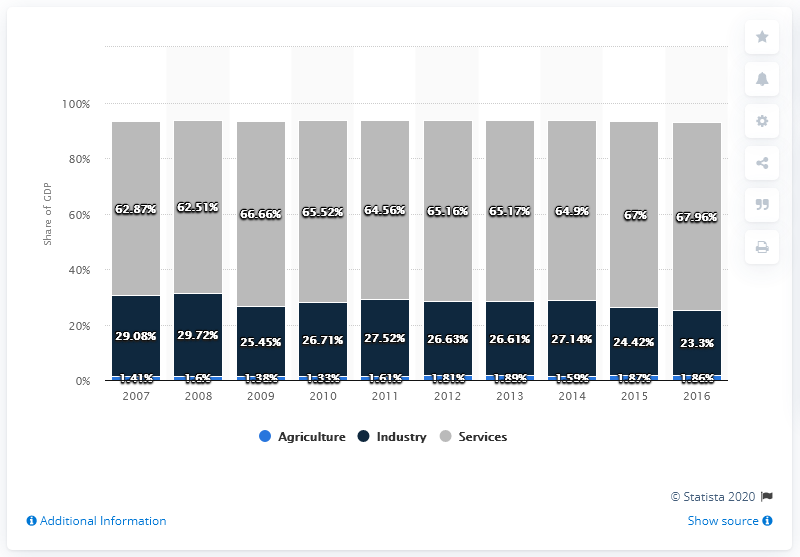 100%
80%
60%
40%
20%
0%
Share of GDP
62.87% 62.51% 66.66% 65.52% 64.56% 65.16% 65.17% 64.9% 67% 67.96%
29.08% 29.72% 25.45% 26.71% 27.52% 26.63% 26.61% 27.14% 24.42% 23.3%
1.41% 1.6% 1.38% 1.33% 1.61% 1.81% 1.89% 1.59% 1.87% 1.86%
2007 2008 2009 2010 2011 2012 2013 2014 2015 2016
Agriculture Industry Services
© Statista 2020
Additional Information
Show source